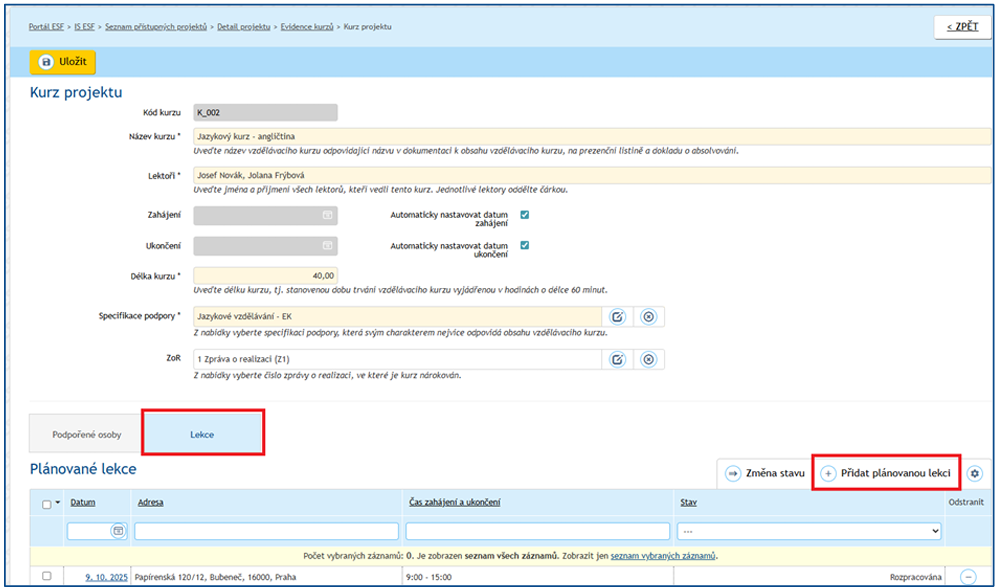 Portál ESF > IS ESF > Seznam přístupných projektů > Detail projektu > Evidence kurzů > Kurz projektu
< ZPĚT
Uložit
Kurz projektu
Kód kurzu K_002
Název kurzu * Jazykový kurz - angličtina
Uveďte název vzdělávacího kurzu odpovídající názvu v dokumentaci k obsahu vzdělávacího kurzu, na prezenční listině a dokladu o absolvování.
Lektoři * Josef Novák, Jolana Frýbová
Uveďte jména a příjmení všech lektorů, kteří vedli tento kurz. Jednotlivé lektory oddělte čárkou.
Zahájení Automaticky nastavovat datum
zahájení
Ukončení Automaticky nastavovat datum
ukončení
Délka kurzu * 40,00
Uveďte délku kurzu, tj. stanovenou dobu trvání vzdělávacího kurzu vyjádřenou v hodinách o délce 60 minut.
Specifikace podpory * Jazykové vzdělávání - EK
Z nabídky vyberte specifikaci podpory, která svým charakterem nejvíce odpovídá obsahu vzdělávacího kurzu.
ZoR 1 Zpráva o realizaci (Z1)
Z nabídky vyberte číslo zprávy o realizaci, ve které je kurz nárokován.
Podpořené osoby Lekce
Plánované lekce
Změna stavu Přidat plánovanou lekci
Datum Adresa Čas zahájení a ukončení Stav Odstranit
---
Počet vybraných záznamů: 0. Je zobrazen seznam všech záznamů. Zobrazit jen seznam vybraných záznamů.
9. 10. 2025 Papírenská 120/12, Bubeneč, 16000, Praha 9:00 - 15:00 Rozpracována